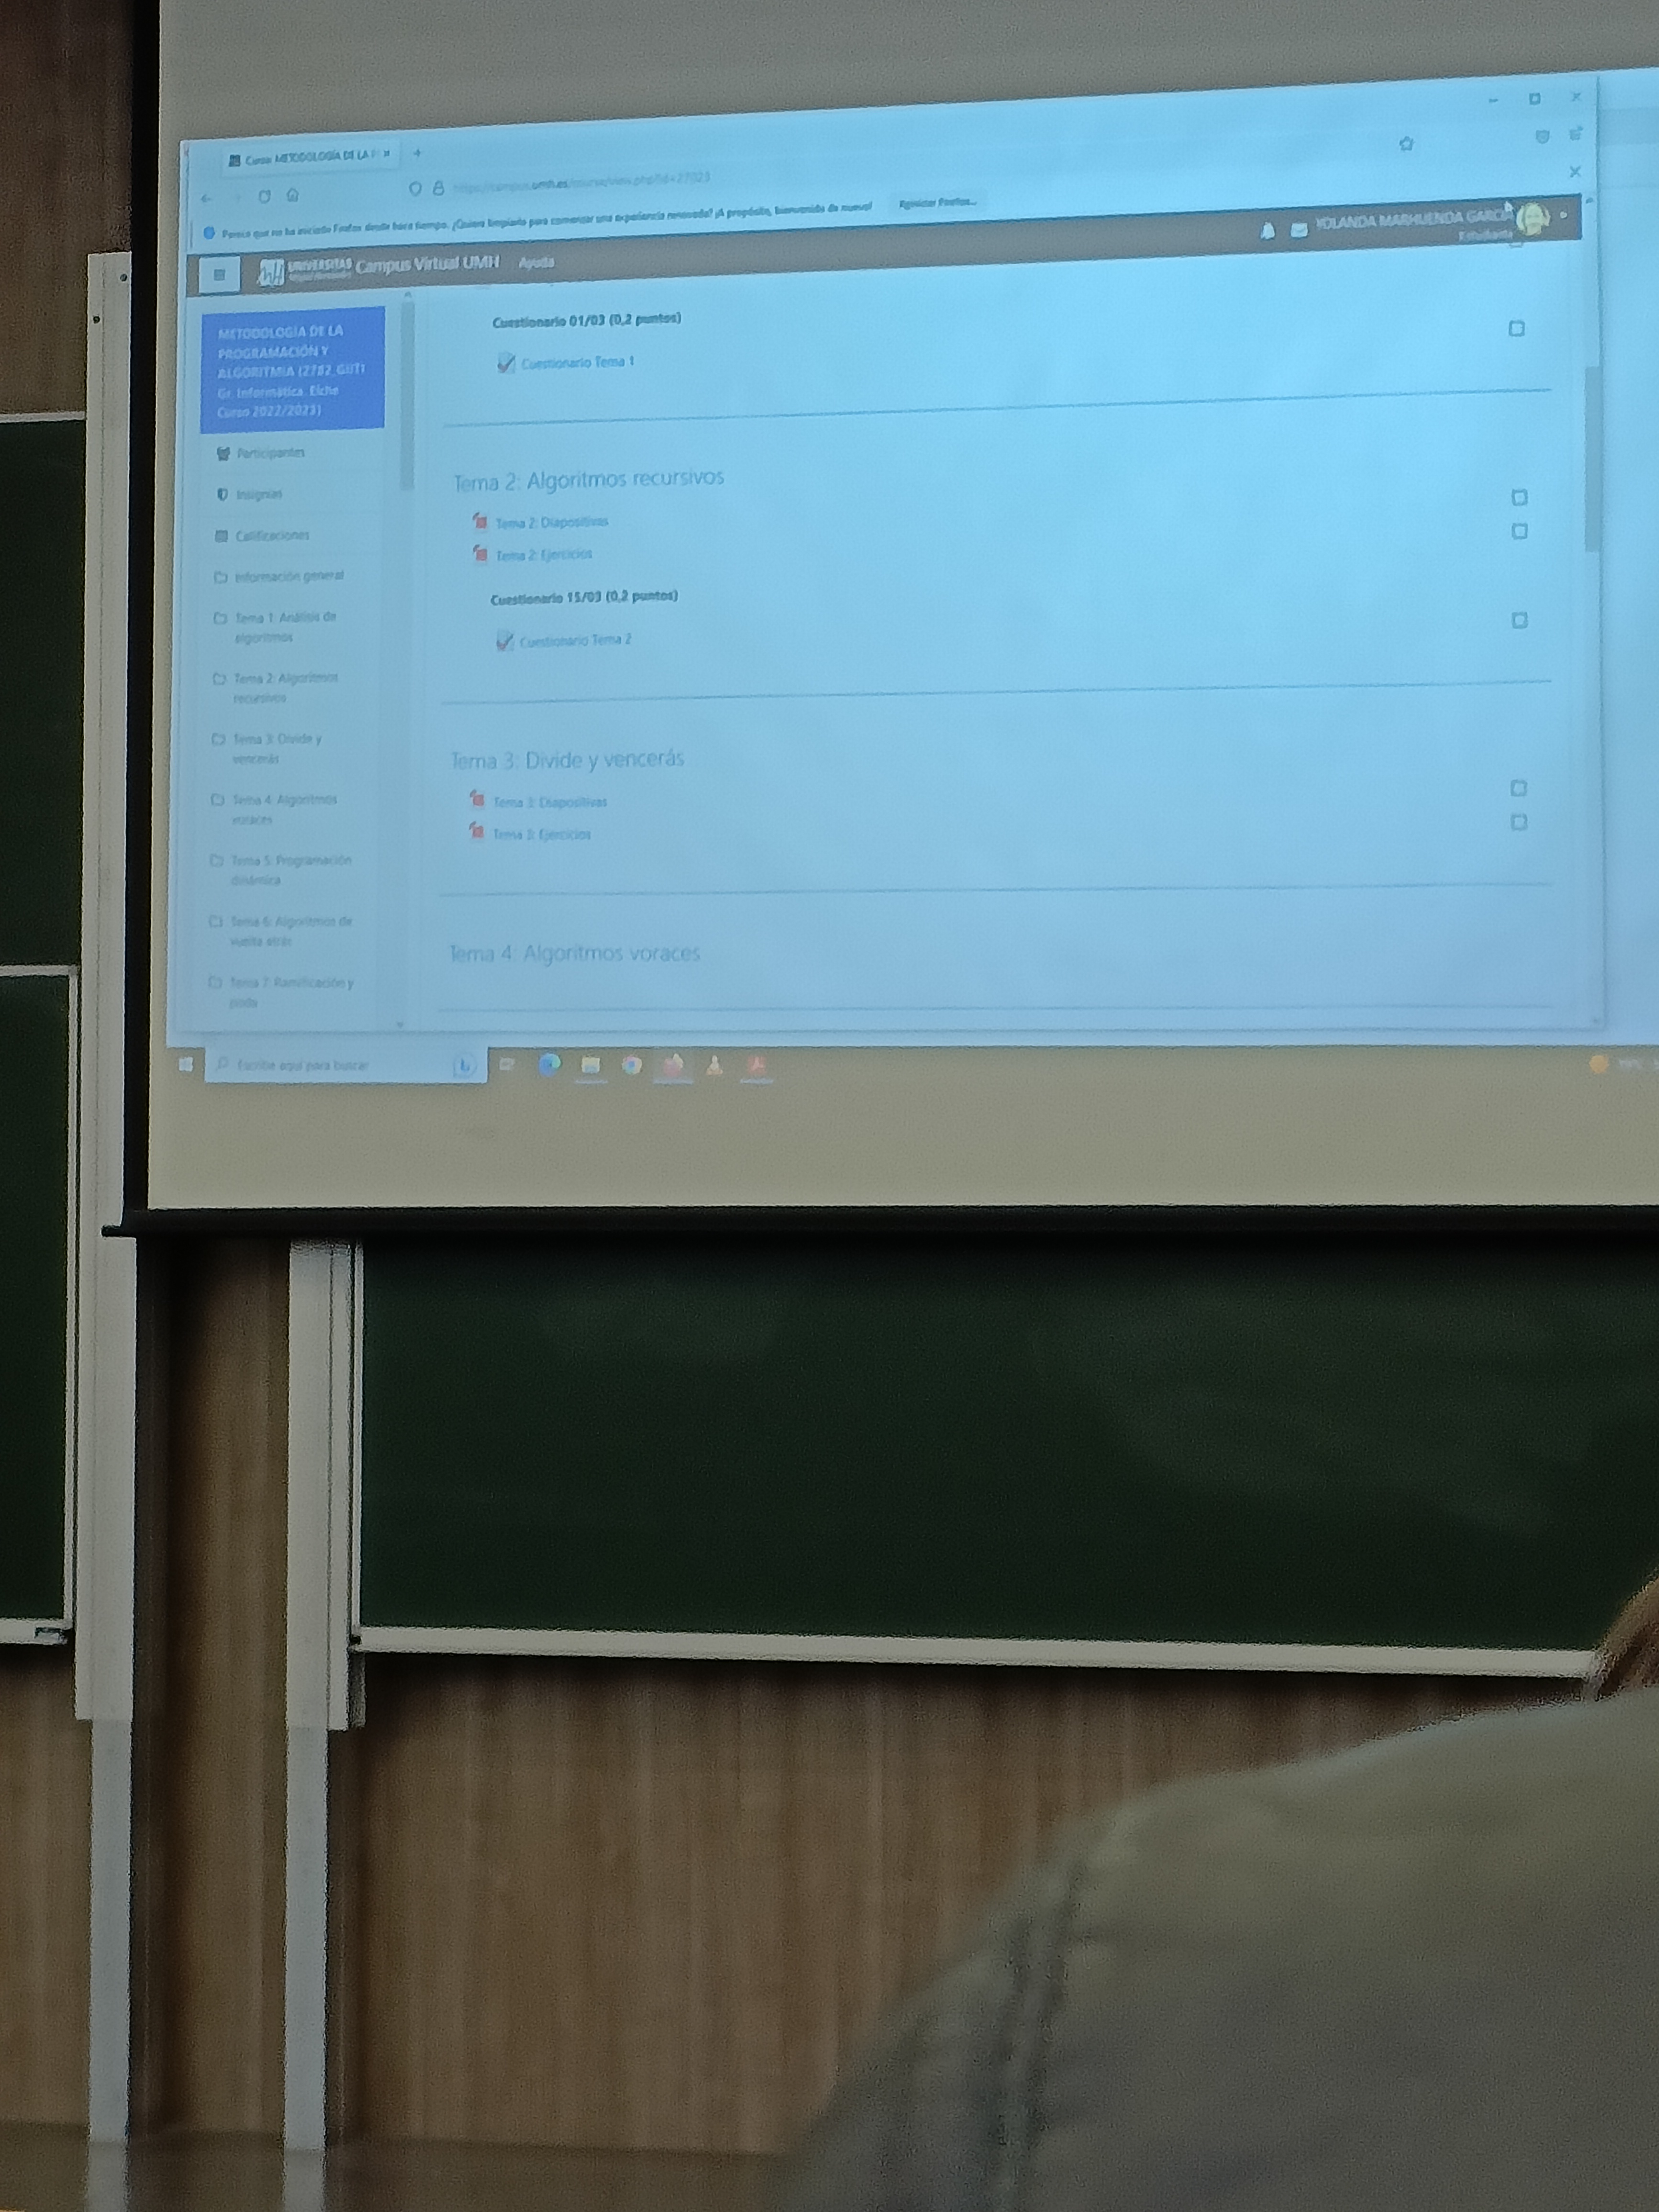 Curso: METODOLOGÍA DE LA P
https://campus.umh.es/course/view.php?id=27023
Parece que no ha iniciado Firefox desde hace tiempo. ¿Quiere limpiarlo para comenzar una experiencia renovada? ¡A propósito, bienvenido de nuevo!
Reiniciar Firefox...
UNIVERSITAS
Campus Virtual UMH
Ayuda
YOLANDA MARHUENDA GARCÍA
Estudiante
METODOLOGÍA DE LA
PROGRAMACIÓN Y
ALGORITMIA (2782_GUTI
Gr. Informática. Elche
Curso 2022/2023)
Participantes
Insignias
Calificaciones
Información general
Tema 1: Análisis de
algoritmos
Tema 2: Algoritmos
recursivos
Tema 3: Divide y
vencerás
Tema 4: Algoritmos
voraces
Tema 5: Programación
dinámica
Tema 6: Algoritmos de
vuelta atrás
Tema 7: Ramificación y
poda
Cuestionario 01/03 (0,2 puntos)
Cuestionario Tema 1
Tema 2: Algoritmos recursivos
Tema 2: Diapositivas
Tema 2: Ejercicios
Cuestionario 15/03 (0,2 puntos)
Cuestionario Tema 2
Tema 3: Divide y vencerás
Tema 3: Diapositivas
Tema 3: Ejercicios
Tema 4: Algoritmos voraces
Escribe aquí para buscar